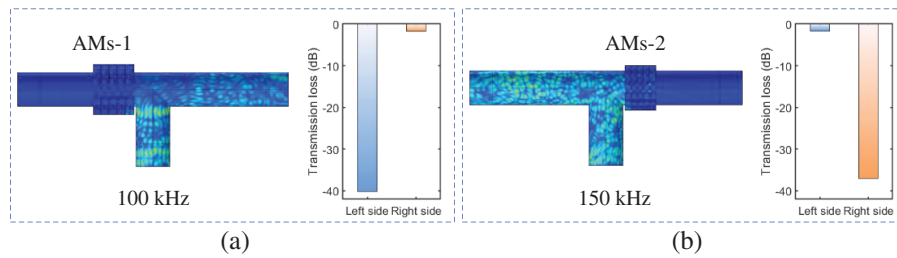 AMs-1
100 kHz
Transmission loss (dB)
0
-10
-20
-30
-40
Left side Right side
(a)
AMs-2
150 kHz
Transmission loss (dB)
0
-10
-20
-30
-40
Left side Right side
(b)